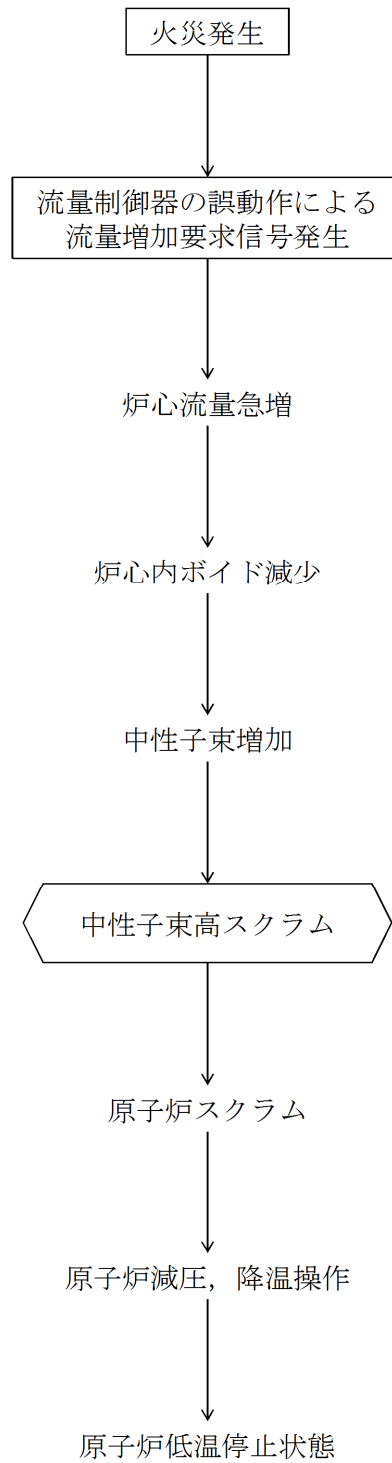 火災発生
流量制御器の誤動作による
流量増加要求信号発生
炉心流量急増
炉心内ボイド減少
中性子束増加
中性子束高スクラム
原子炉スクラム
原子炉減圧，降温操作
原子炉低温停止状態